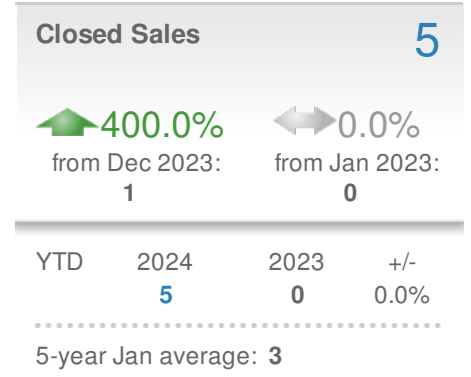 Closed Sales 5
400.0% 0.0%
from Dec 2023: from Jan 2023:
1 0
YTD 2024 2023 +/-
5 0 0.0%
5-year Jan average: 3